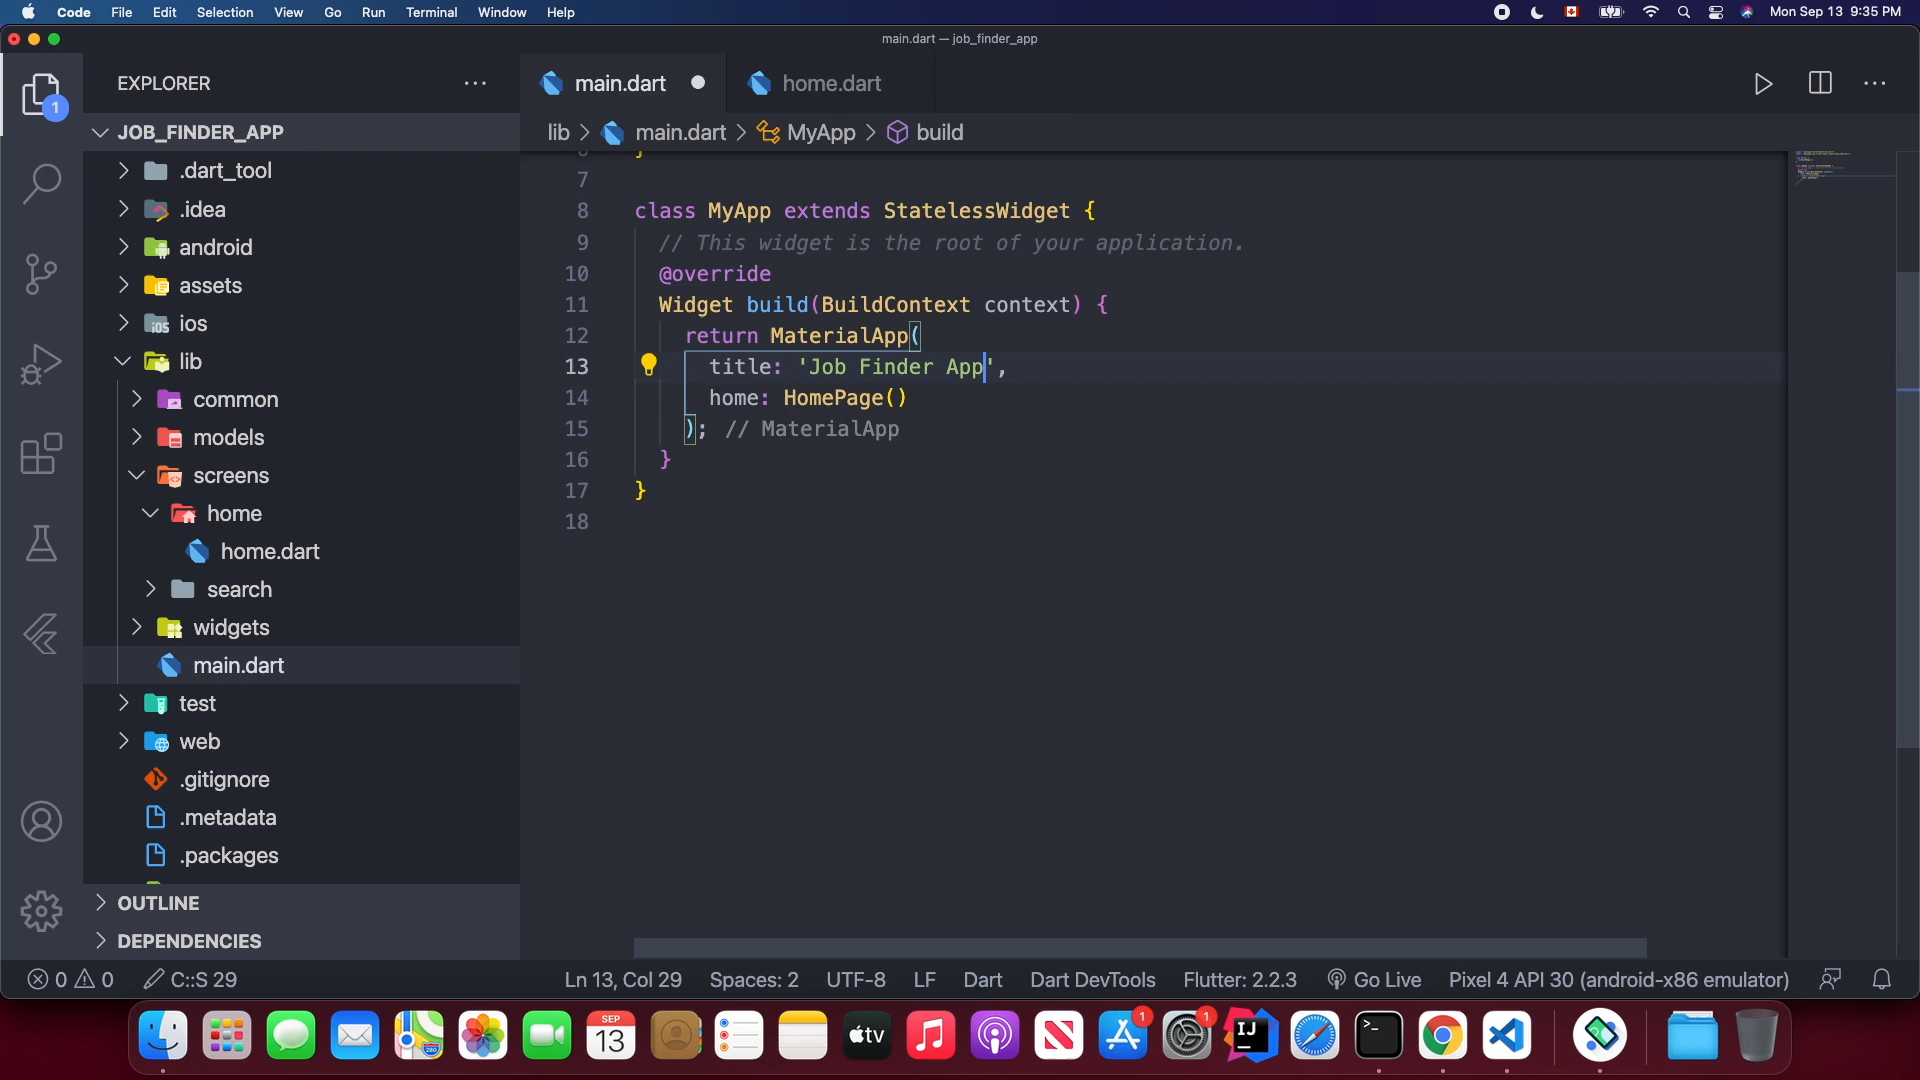 Code File Edit Selection View Go Run Terminal Window Help Mon Sep 13 9:35 PM
main.dart — job_finder_app
EXPLORER
main.dart
home.dart
1
JOB_FINDER_APP
lib > main.dart > MyApp > build
.dart_tool
.idea
android
assets
ios
lib
common
models
screens
home
home.dart
search
widgets
main.dart
test
web
.gitignore
.metadata
.packages
OUTLINE
DEPENDENCIES
7
8 class MyApp extends StatelessWidget {
9 // This widget is the root of your application.
10 @override
11 Widget build(BuildContext context) {
12 return MaterialApp(
13 title: 'Job Finder App',
14 home: HomePage()
15 ); // MaterialApp
16 }
17 }
18
0 0 C::S 29 Ln 13, Col 29 Spaces: 2 UTF-8 LF Dart Dart DevTools Flutter: 2.2.3 Go Live Pixel 4 API 30 (android-x86 emulator)
SEP
13
280
tv
1
1
IJ
>_